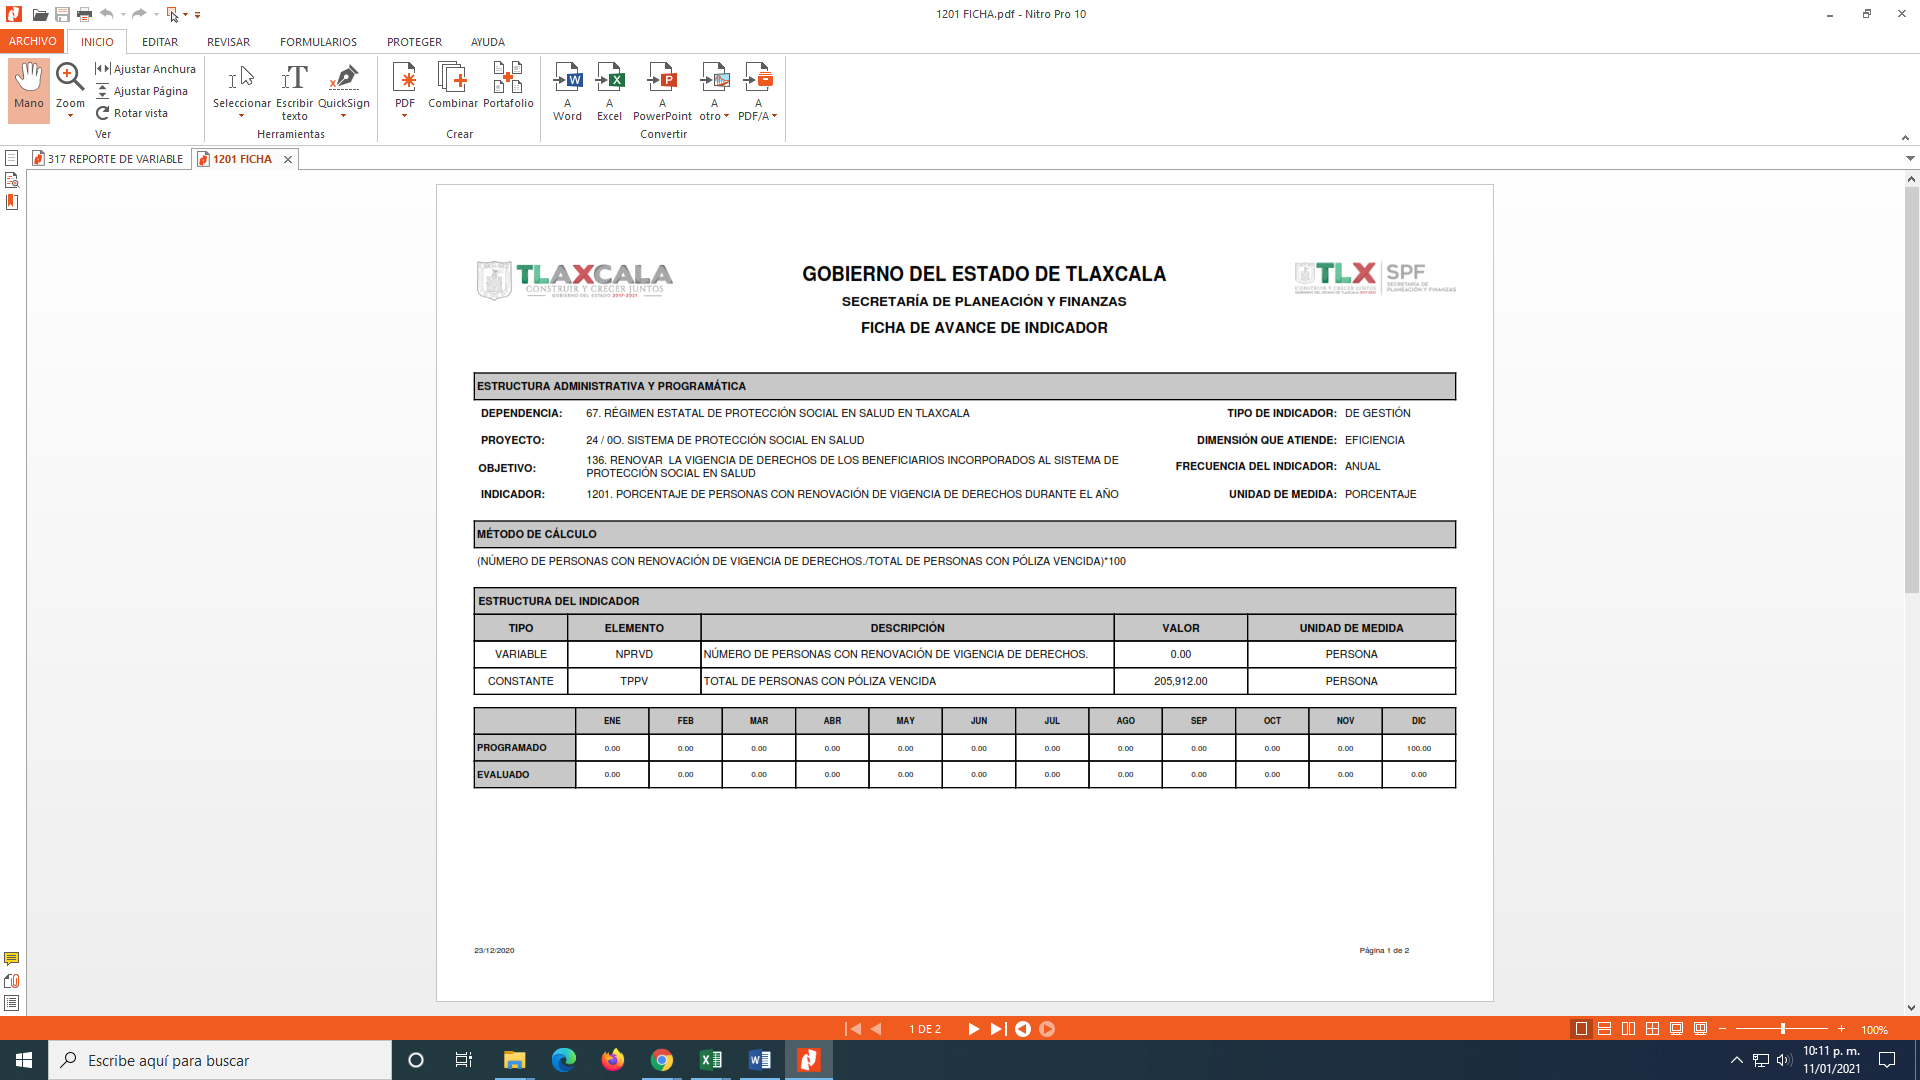 1201 FICHA.pdf - Nitro Pro 10
ARCHIVO INICIO EDITAR REVISAR FORMULARIOS PROTEGER AYUDA
Mano Zoom Ajustar Anchura
Ajustar Página
Rotar vista
Ver
Seleccionar Escribir texto QuickSign
Herramientas
PDF Combinar Portafolio
Crear
A Word A Excel A PowerPoint A otro A PDF/A
Convertir
317 REPORTE DE VARIABLE 1201 FICHA
TLAXCALA
CONSTRUIR Y CRECER JUNTOS
GOBIERNO DEL ESTADO 2017-2021
GOBIERNO DEL ESTADO DE TLAXCALA
SECRETARÍA DE PLANEACIÓN Y FINANZAS
FICHA DE AVANCE DE INDICADOR
TLX SPF
CONSTRUIR Y CRECER JUNTOS
SECRETARÍA DE
PLANEACIÓN Y FINANZAS
ESTRUCTURA ADMINISTRATIVA Y PROGRAMÁTICA
DEPENDENCIA: 67. RÉGIMEN ESTATAL DE PROTECCIÓN SOCIAL EN SALUD EN TLAXCALA TIPO DE INDICADOR: DE GESTIÓN
PROYECTO: 24 / 0O. SISTEMA DE PROTECCIÓN SOCIAL EN SALUD DIMENSIÓN QUE ATIENDE: EFICIENCIA
OBJETIVO: 136. RENOVAR LA VIGENCIA DE DERECHOS DE LOS BENEFICIARIOS INCORPORADOS AL SISTEMA DE
PROTECCIÓN SOCIAL EN SALUD FRECUENCIA DEL INDICADOR: ANUAL
INDICADOR: 1201. PORCENTAJE DE PERSONAS CON RENOVACIÓN DE VIGENCIA DE DERECHOS DURANTE EL AÑO UNIDAD DE MEDIDA: PORCENTAJE
MÉTODO DE CÁLCULO
(NÚMERO DE PERSONAS CON RENOVACIÓN DE VIGENCIA DE DERECHOS./TOTAL DE PERSONAS CON PÓLIZA VENCIDA)*100
ESTRUCTURA DEL INDICADOR
TIPO ELEMENTO DESCRIPCIÓN VALOR UNIDAD DE MEDIDA
VARIABLE NPRVD NÚMERO DE PERSONAS CON RENOVACIÓN DE VIGENCIA DE DERECHOS. 0.00 PERSONA
CONSTANTE TPPV TOTAL DE PERSONAS CON PÓLIZA VENCIDA 205,912.00 PERSONA
ENE FEB MAR ABR MAY JUN JUL AGO SEP OCT NOV DIC
PROGRAMADO 0.00 0.00 0.00 0.00 0.00 0.00 0.00 0.00 0.00 0.00 0.00 100.00
EVALUADO 0.00 0.00 0.00 0.00 0.00 0.00 0.00 0.00 0.00 0.00 0.00 0.00
23/12/2020 Página 1 de 2
1 DE 2 100%
Escribe aquí para buscar
10:11 p. m.
11/01/2021